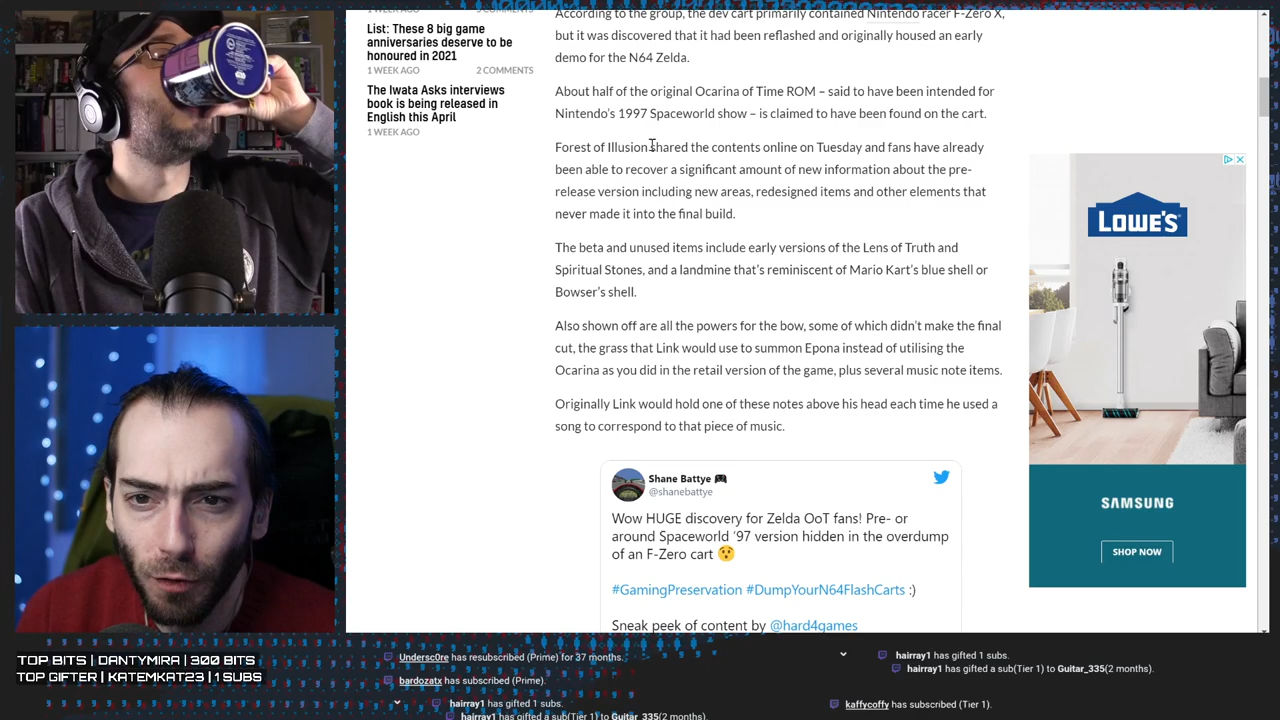 1 WEEK AGO 3 COMMENTS
List: These 8 big game
anniversaries deserve to be
honoured in 2021
1 WEEK AGO 2 COMMENTS
The Iwata Asks interviews
book is being released in
English this April
1 WEEK AGO
According to the group, the dev cart primarily contained Nintendo racer F-Zero X,
but it was discovered that it had been reflashed and originally housed an early
demo for the N64 Zelda.
About half of the original Ocarina of Time ROM – said to have been intended for
Nintendo's 1997 Spaceworld show – is claimed to have been found on the cart.
Forest of Illusion shared the contents online on Tuesday and fans have already
been able to recover a significant amount of new information about the pre-
release version including new areas, redesigned items and other elements that
never made it into the final build.
The beta and unused items include early versions of the Lens of Truth and
Spiritual Stones, and a landmine that's reminiscent of Mario Kart's blue shell or
Bowser's shell.
Also shown off are all the powers for the bow, some of which didn't make the final
cut, the grass that Link would use to summon Epona instead of utilising the
Ocarina as you did in the retail version of the game, plus several music note items.
Originally Link would hold one of these notes above his head each time he used a
song to correspond to that piece of music.
Shane Battye 🎮
@shanebattye
Wow HUGE discovery for Zelda OoT fans! Pre- or
around Spaceworld '97 version hidden in the overdump
of an F-Zero cart 😲
#GamingPreservation #DumpYourN64FlashCarts :)
Sneak peek of content by @hard4games
LOWE'S
SAMSUNG
SHOP NOW
TOP BITS | DANTYMIRA | 300 BITS
TOP GIFTER | KATEMKAT23 | 1 SUBS
Undersc0re has resubscribed (Prime) for 37 months.
bardozatx has subscribed (Prime).
hairray1 has gifted 1 subs.
hairray1 has gifted a sub(Tier 1) to Guitar_335(2 months).
hairray1 has gifted 1 subs.
hairray1 has gifted a sub(Tier 1) to Guitar_335(2 months).
kaffycoffy has subscribed (Tier 1).